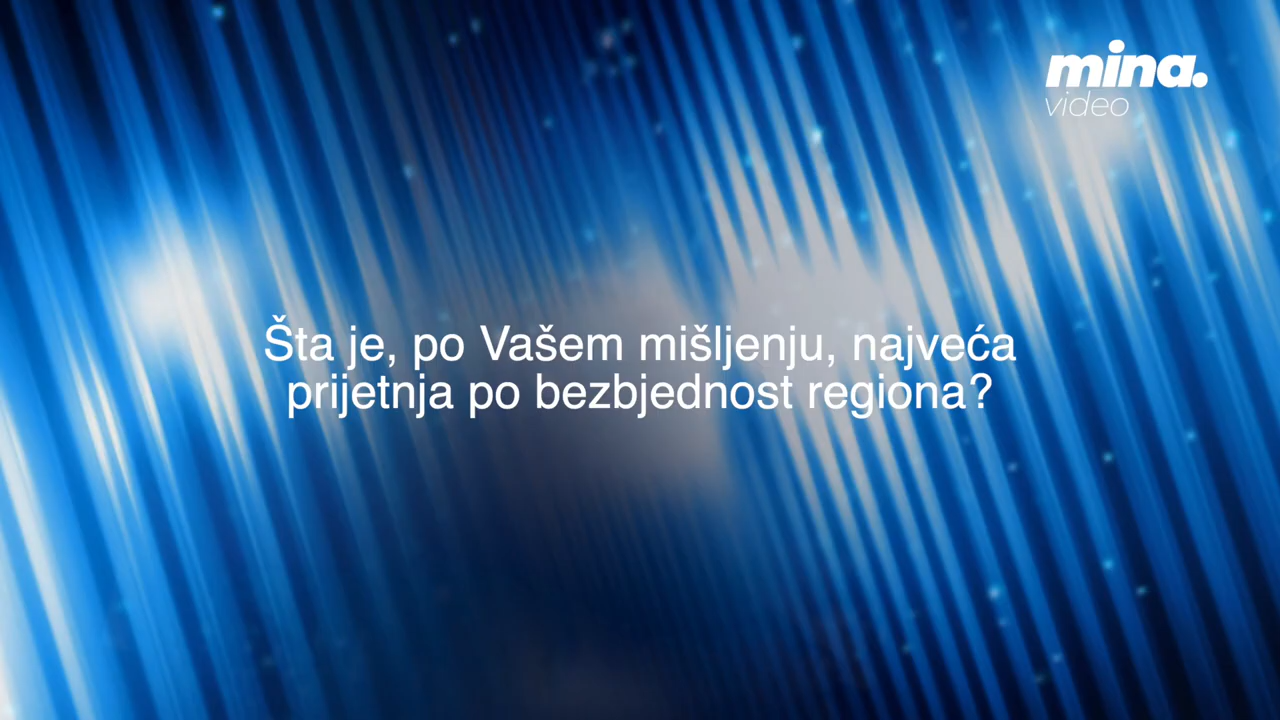 mina.
video
Šta je, po Vašem mišljenju, najveća
prijetnja po bezbjednost regiona?